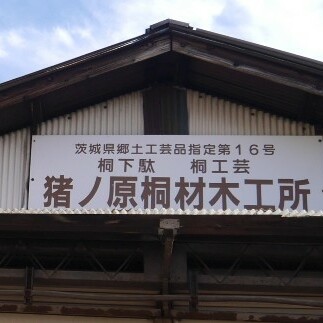 茨城県郷土工芸品指定第16号
桐下駄 桐工芸
猪ノ原桐材木工所